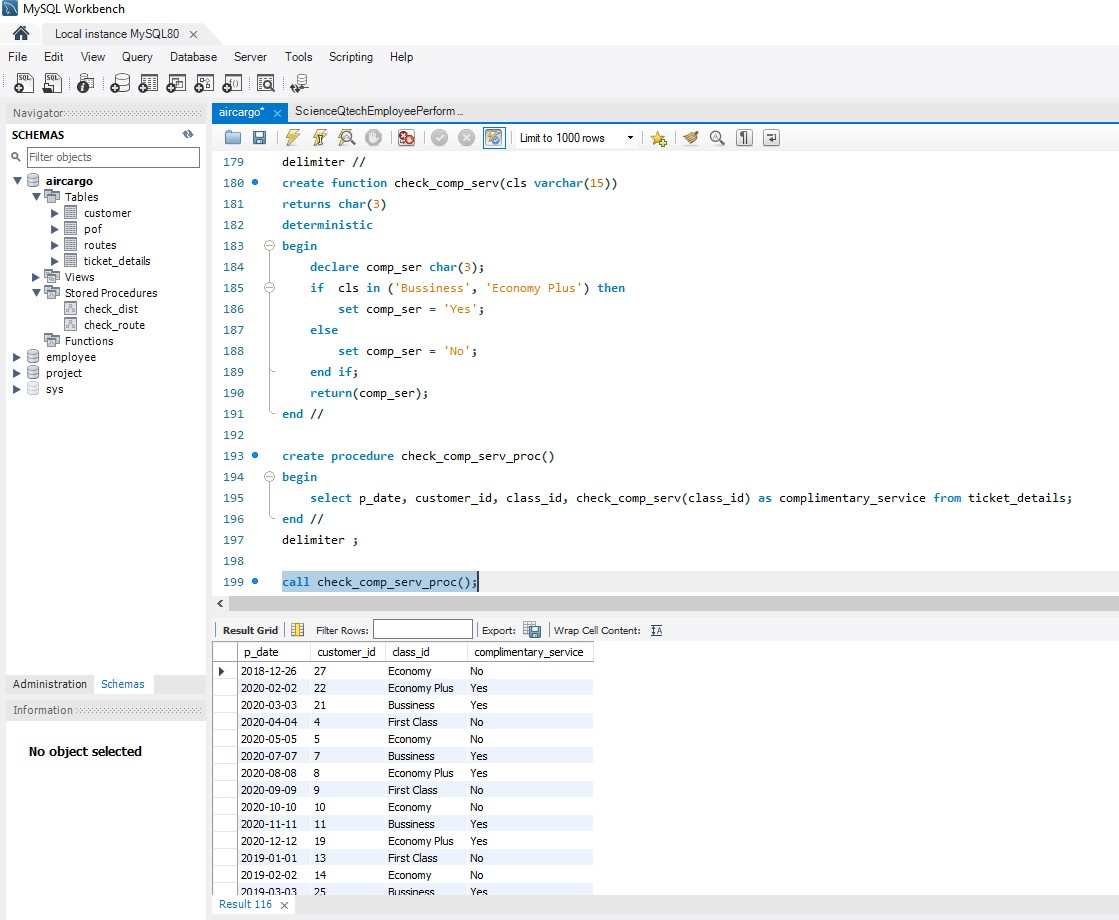 MySQL Workbench
Local instance MySQL80
File Edit View Query Database Server Tools Scripting Help
Navigator
SCHEMAS
Filter objects
aircargo
Tables
customer
pof
routes
ticket_details
Views
Stored Procedures
check_dist
check_route
Functions
employee
project
sys
Administration Schemas
Information
No object selected
aircargo* ScienceQtechEmployeePerform...
Limit to 1000 rows
179 delimiter //
180 create function check_comp_serv(cls varchar(15))
181 returns char(3)
182 deterministic
183 begin
184 declare comp_ser char(3);
185 if cls in ('Bussiness', 'Economy Plus') then
186 set comp_ser = 'Yes';
187 else
188 set comp_ser = 'No';
189 end if;
190 return(comp_ser);
191 end //
192
193 create procedure check_comp_serv_proc()
194 begin
195 select p_date, customer_id, class_id, check_comp_serv(class_id) as complimentary_service from ticket_details;
196 end //
197 delimiter ;
198
199 call check_comp_serv_proc();
Result Grid Filter Rows: Export: Wrap Cell Content:
p_date customer_id class_id complimentary_service
2018-12-26 27 Economy No
2020-02-02 22 Economy Plus Yes
2020-03-03 21 Bussiness Yes
2020-04-04 4 First Class No
2020-05-05 5 Economy No
2020-07-07 7 Bussiness Yes
2020-08-08 8 Economy Plus Yes
2020-09-09 9 First Class No
2020-10-10 10 Economy No
2020-11-11 11 Bussiness Yes
2020-12-12 19 Economy Plus Yes
2019-01-01 13 First Class No
2019-02-02 14 Economy No
2019-03-03 25 Bussiness Yes
Result 116